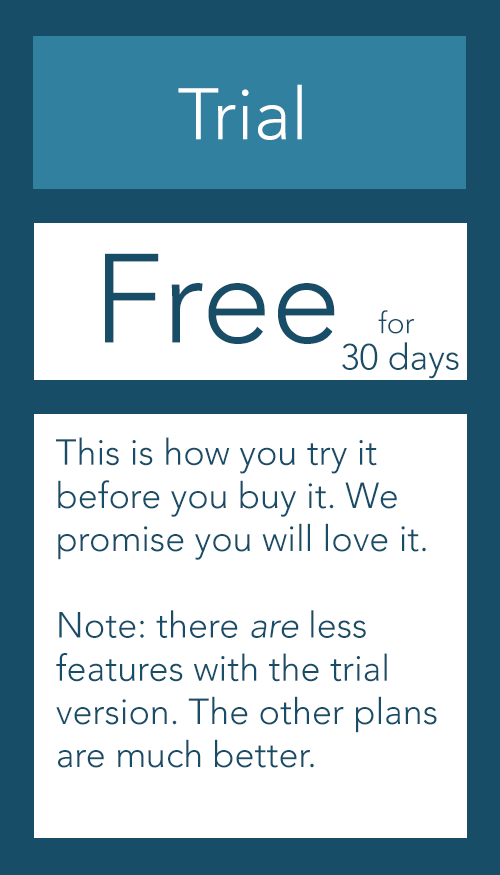 Trial
Free
for
30 days
This is how you try it
before you buy it. We
promise you will love it.
Note: there are less
features with the trial
version. The other plans
are much better.